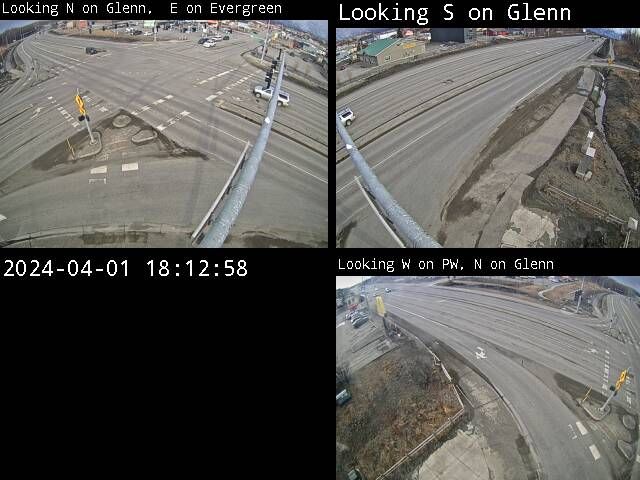 Looking N on Glenn,  E on Evergreen
Looking S on Glenn
2024-04-01 18:12:58
Looking W on PW, N on Glenn